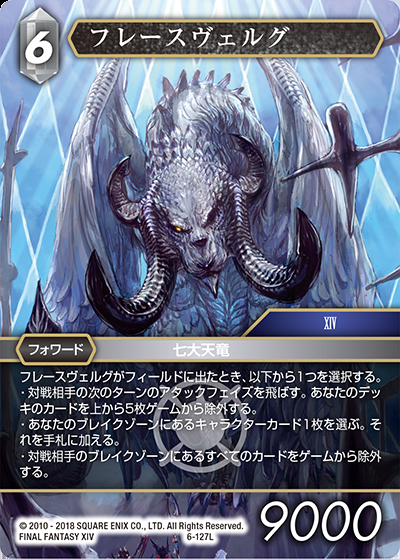 6
フレースヴェルグ
XIV
フォワード
七大天竜
フレースヴェルグがフィールドに出たとき、以下から1つを選択する。
・対戦相手の次のターンのアタックフェイズを飛ばす。あなたのデッ
キのカードを上から5枚ゲームから除外する。
・あなたのブレイクゾーンにあるキャラクターカード1枚を選ぶ。そ
れを手札に加える。
・対戦相手のブレイクゾーンにあるすべてのカードをゲームから除外
する。
© 2010 - 2018 SQUARE ENIX CO., LTD. All Rights Reserved.
FINAL FANTASY XIV
6-127L
9000